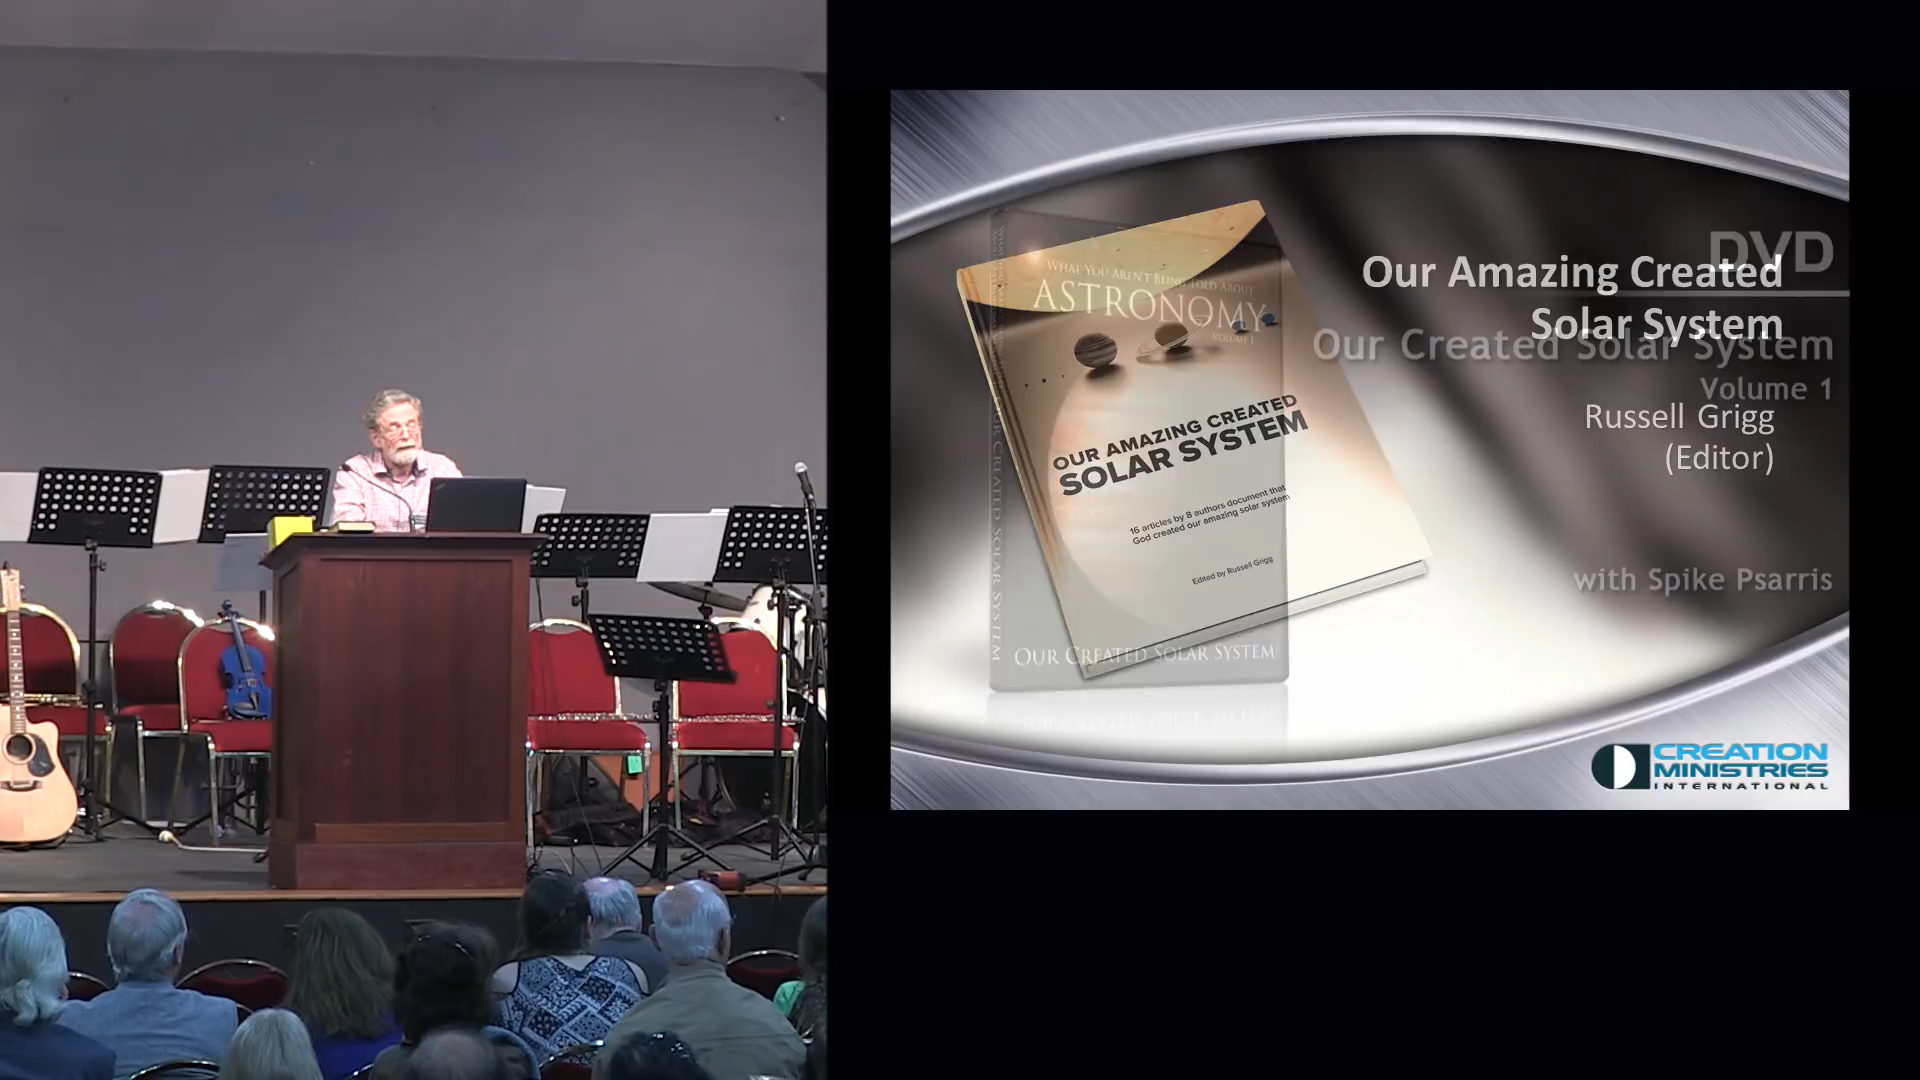 DVD
Our Amazing Created
Solar System
Our Created Solar System
Volume 1
Russell Grigg
(Editor)
with Spike Psarris
WHAT YOU AREN'T BEING TOLD ABOUT
ASTRONOMY
VOLUME 1
OUR AMAZING CREATED
SOLAR SYSTEM
16 articles by 8 authors document that
God created our amazing solar system
Edited by Russell Grigg
OUR CREATED SOLAR SYSTEM
OUR CREATED SOLAR SYSTEM
CREATION
MINISTRIES
INTERNATIONAL